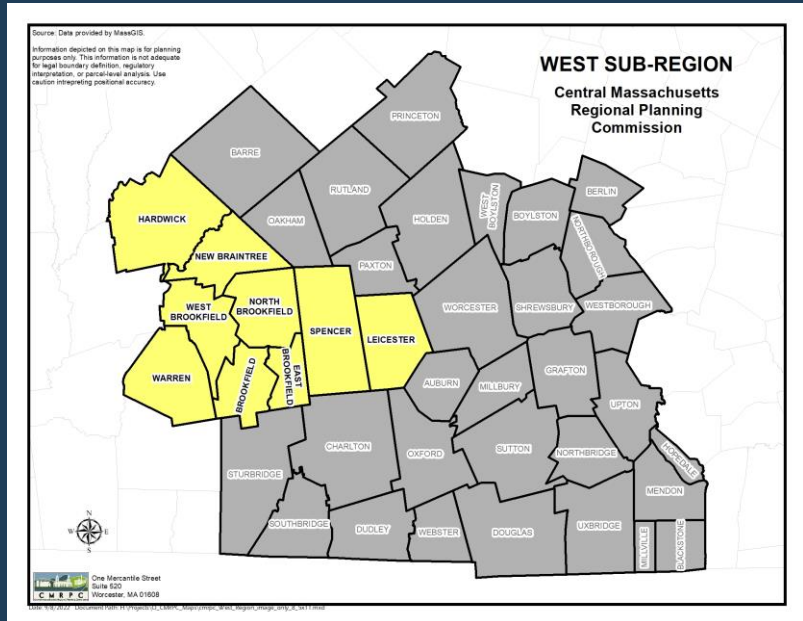 Source: Data provided by MassGIS.
Information depicted on this map is for planning
purposes only. This information is not adequate
for legal boundary definition, regulatory
interpretation, or parcel-level analysis. Use
caution intrepreting positional accuracy.
WEST SUB-REGION
Central Massachusetts
Regional Planning
Commission
PRINCETON
BARRE
RUTLAND
BERLIN
HARDWICK
OAKHAM
HOLDEN
WEST
BOYLSTON
BOYLSTON
NORTHBOROUGH
NEW BRAINTREE
PAXTON
WEST
BROOKFIELD
NORTH
BROOKFIELD
SPENCER
LEICESTER
WORCESTER
SHREWSBURY
WESTBOROUGH
WARREN
BROOKFIELD
EAST
BROOKFIELD
AUBURN
MILLBURY
GRAFTON
UPTON
STURBRIDGE
CHARLTON
OXFORD
SUTTON
NORTHBRIDGE
HOPEDALE
MENDON
SOUTHBRIDGE
DUDLEY
WEBSTER
DOUGLAS
UXBRIDGE
MILLVILLE
BLACKSTONE
N
W
E
S
CMRPC
One Mercantile Street
Suite 520
Worcester, MA 01608